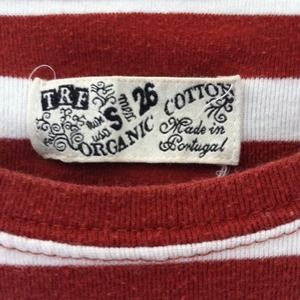 TRF
S
26
COTTON
ORGANIC
Made in
Portugal